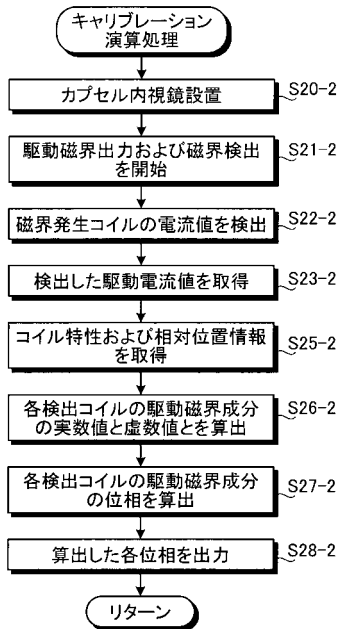 キャリブレーション
演算処理
カプセル内視鏡設置
S20-2
駆動磁界出力および磁界検出
を開始
S21-2
磁界発生コイルの電流値を検出
S22-2
検出した駆動電流値を取得
S23-2
コイル特性および相対位置情報
を取得
S25-2
各検出コイルの駆動磁界成分
の実数値と虚数値とを算出
S26-2
各検出コイルの駆動磁界成分
の位相を算出
S27-2
算出した各位相を出力
S28-2
リターン